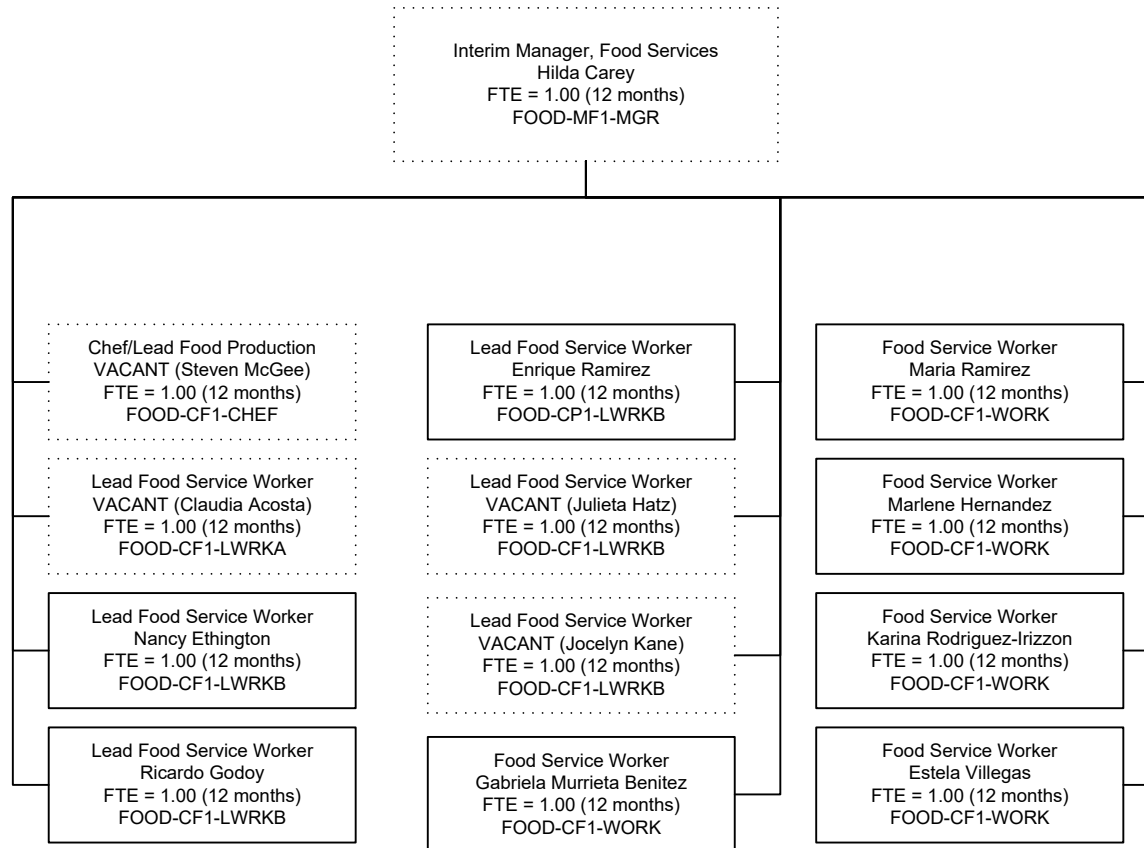 Interim Manager, Food Services
Hilda Carey
FTE = 1.00 (12 months)
FOOD-MF1-MGR
Chef/Lead Food Production
VACANT (Steven McGee)
FTE = 1.00 (12 months)
FOOD-CF1-CHEF
Lead Food Service Worker
VACANT (Claudia Acosta)
FTE = 1.00 (12 months)
FOOD-CF1-LWRKA
Lead Food Service Worker
Nancy Ethington
FTE = 1.00 (12 months)
FOOD-CF1-LWRKB
Lead Food Service Worker
Ricardo Godoy
FTE = 1.00 (12 months)
FOOD-CF1-LWRKB
Lead Food Service Worker
Enrique Ramirez
FTE = 1.00 (12 months)
FOOD-CP1-LWRKB
Lead Food Service Worker
VACANT (Julieta Hatz)
FTE = 1.00 (12 months)
FOOD-CF1-LWRKB
Lead Food Service Worker
VACANT (Jocelyn Kane)
FTE = 1.00 (12 months)
FOOD-CF1-LWRKB
Food Service Worker
Gabriela Murrieta Benitez
FTE = 1.00 (12 months)
FOOD-CF1-WORK
Food Service Worker
Maria Ramirez
FTE = 1.00 (12 months)
FOOD-CF1-WORK
Food Service Worker
Marlene Hernandez
FTE = 1.00 (12 months)
FOOD-CF1-WORK
Food Service Worker
Karina Rodriguez-Irizzon
FTE = 1.00 (12 months)
FOOD-CF1-WORK
Food Service Worker
Estela Villegas
FTE = 1.00 (12 months)
FOOD-CF1-WORK